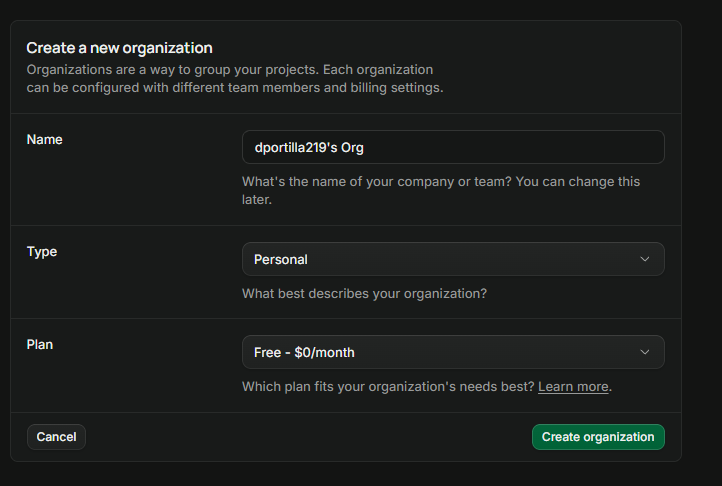 Create a new organization
Organizations are a way to group your projects. Each organization
can be configured with different team members and billing settings.
Name
dportilla219's Org
What's the name of your company or team? You can change this
later.
Type
Personal
What best describes your organization?
Plan
Free - $0/month
Which plan fits your organization's needs best? Learn more.
Cancel
Create organization